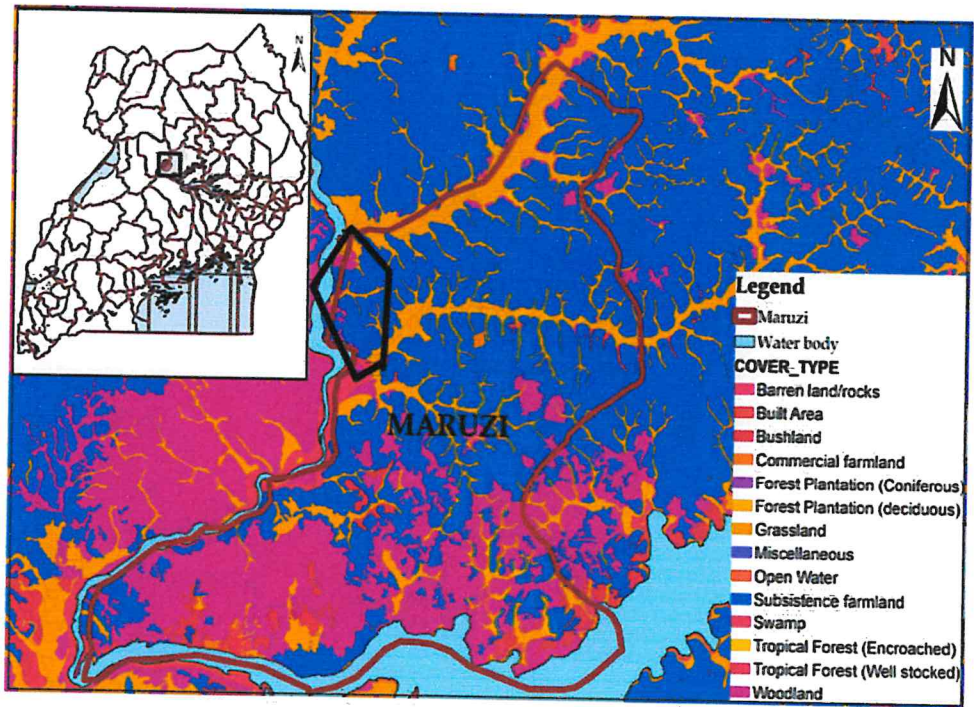 N
N
MARUZI
Legend
Maruzi
Water body
COVER_TYPE
Barren land/rocks
Built Area
Bushland
Commercial farmland
Forest Plantation (Coniferous)
Forest Plantation (deciduous)
Grassland
Miscellaneous
Open Water
Subsistence farmland
Swamp
Tropical Forest (Encroached)
Tropical Forest (Well stocked)
Woodland